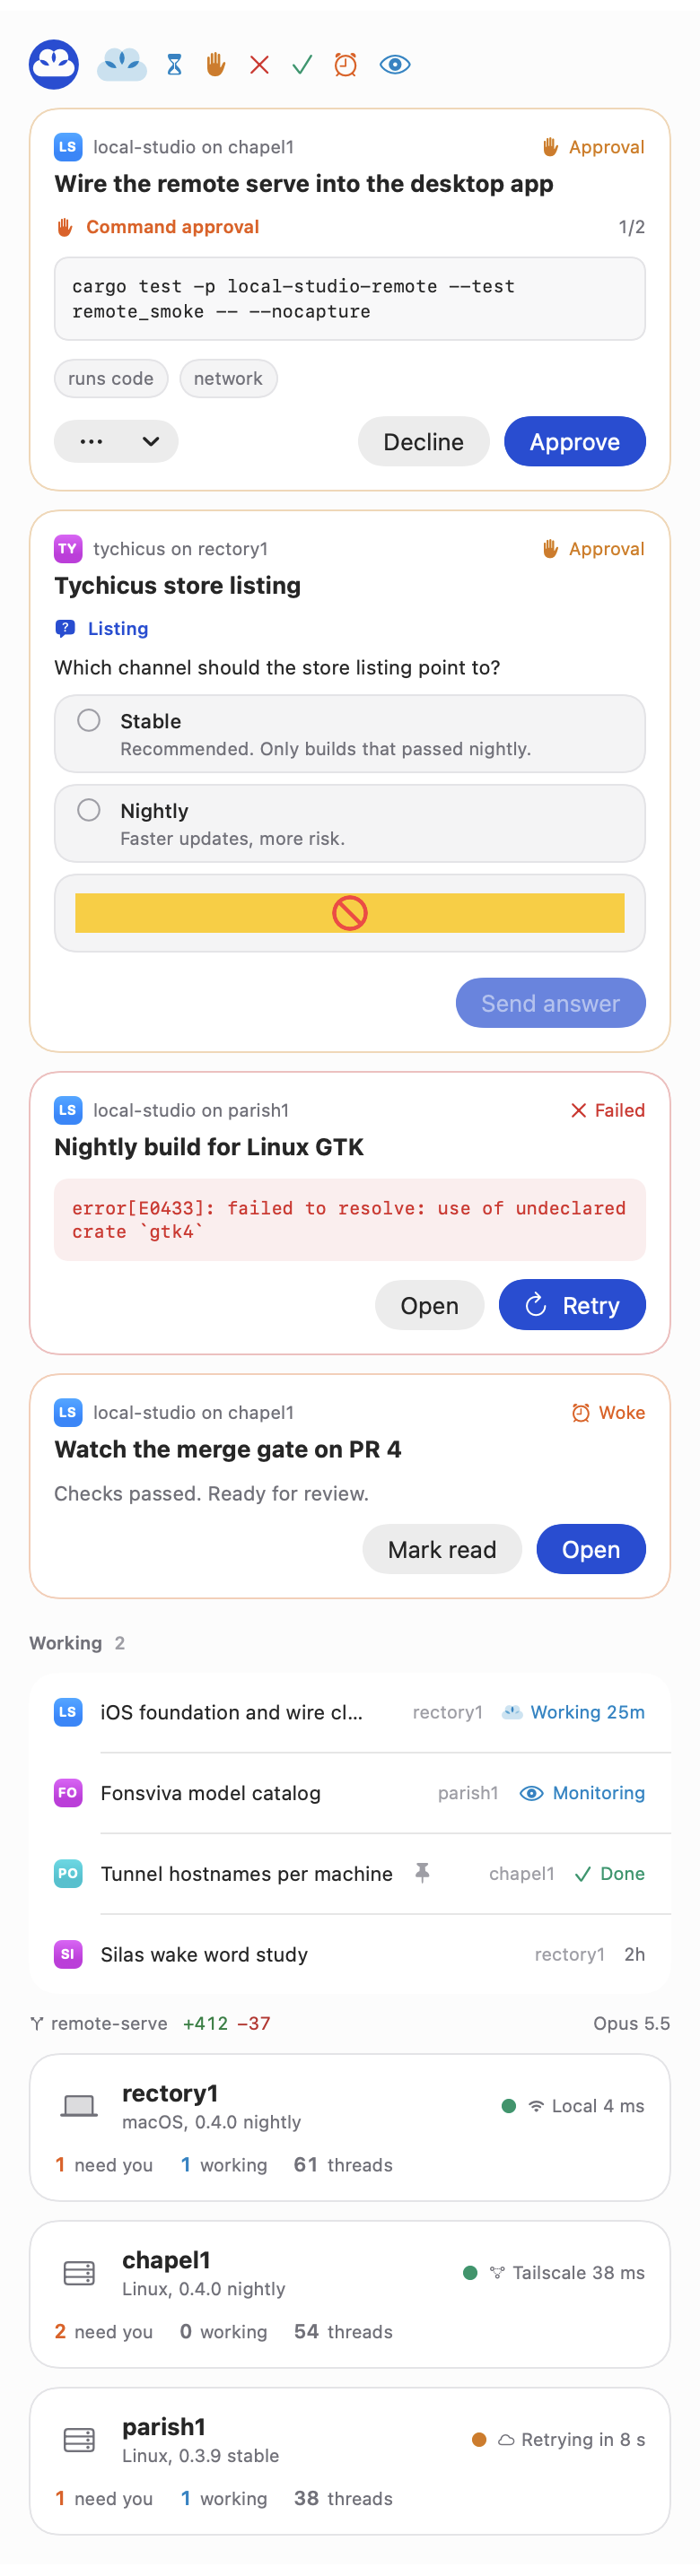 LS local-studio on chapel1 Approval
Wire the remote serve into the desktop app
Command approval 1/2
cargo test -p local-studio-remote --test
remote_smoke -- --nocapture
runs code network
Decline Approve
TY tychicus on rectory1 Approval
Tychicus store listing
Listing
Which channel should the store listing point to?
Stable
Recommended. Only builds that passed nightly.
Nightly
Faster updates, more risk.
Send answer
LS local-studio on parish1 Failed
Nightly build for Linux GTK
error[E0433]: failed to resolve: use of undeclared
crate `gtk4`
Open Retry
LS local-studio on chapel1 Woke
Watch the merge gate on PR 4
Checks passed. Ready for review.
Mark read Open
Working 2
LS iOS foundation and wire cl... rectory1 Working 25m
FO Fonsviva model catalog parish1 Monitoring
PO Tunnel hostnames per machine chapel1 Done
SI Silas wake word study rectory1 2h
remote-serve +412 −37 Opus 5.5
rectory1
macOS, 0.4.0 nightly
Local 4 ms
1 need you 1 working 61 threads
chapel1
Linux, 0.4.0 nightly
Tailscale 38 ms
2 need you 0 working 54 threads
parish1
Linux, 0.3.9 stable
Retrying in 8 s
1 need you 1 working 38 threads